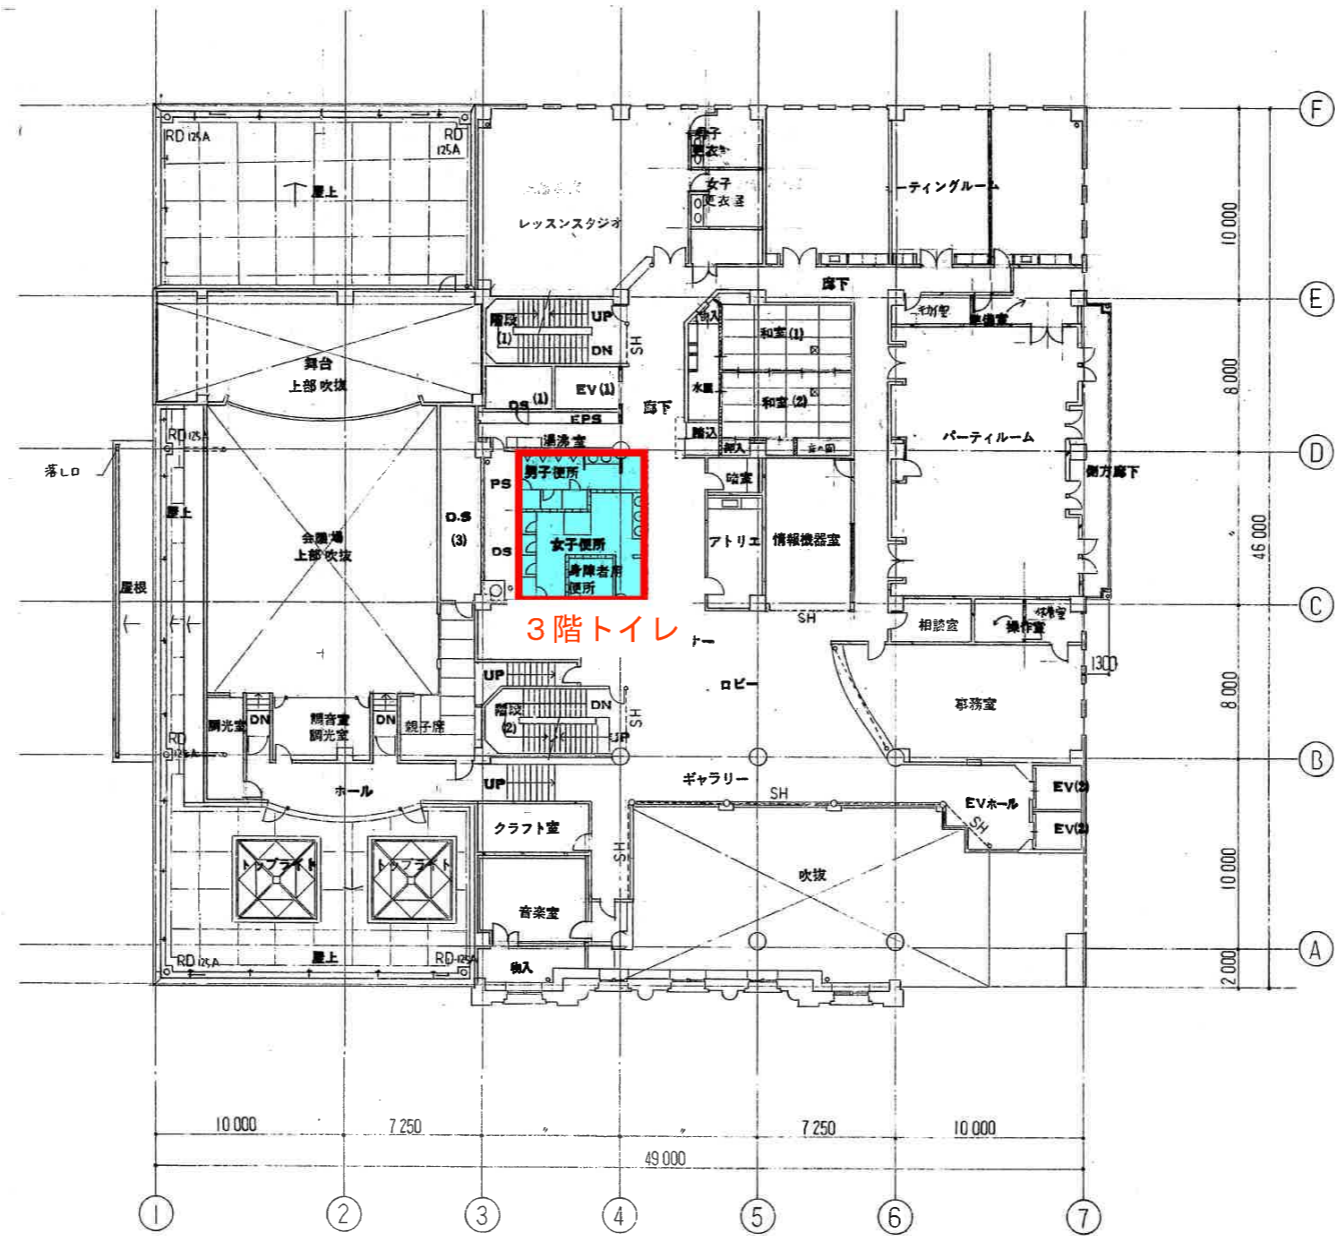 RD 125A
RD
125A
屋上
レッスンスタジオ
男子
更衣室
女子
更衣室
ーティングルーム
F
10 000
廊下
E
階段
(1)
UP
DN
SH
物入
和室(1)
準備室
舞台
上部吹抜
DS
(1)
EV(1)
EPS
廊下
水屋
和室(2)
8 000
踏込
押入
パーティルーム
RD 125A
湯沸室
D
落し口
男子便所
PS
暗室
側方廊下
屋上
D.S
(3)
会議場
上部吹抜
DS
女子便所
アトリエ
情報機器室
46 000
身障者用
便所
屋根
C
3階トイレ
SH
相談室
操作室
ナー
1300
UP
ロビー
8 000
事務室
階段
(2)
DN
UP
SH
調光室
DN
調音室
調光室
DN
親子席
RD
125A
B
ホール
UP
ギャラリー
SH
EVホール
EV(2)
EV(2)
SH
クラフト室
SH
トップライト
トップライト
吹抜
10 000
音楽室
RD 125A
屋上
RD 125A
物入
A
2 000
10 000
7 250
7 250
10 000
49 000
1
2
3
4
5
6
7